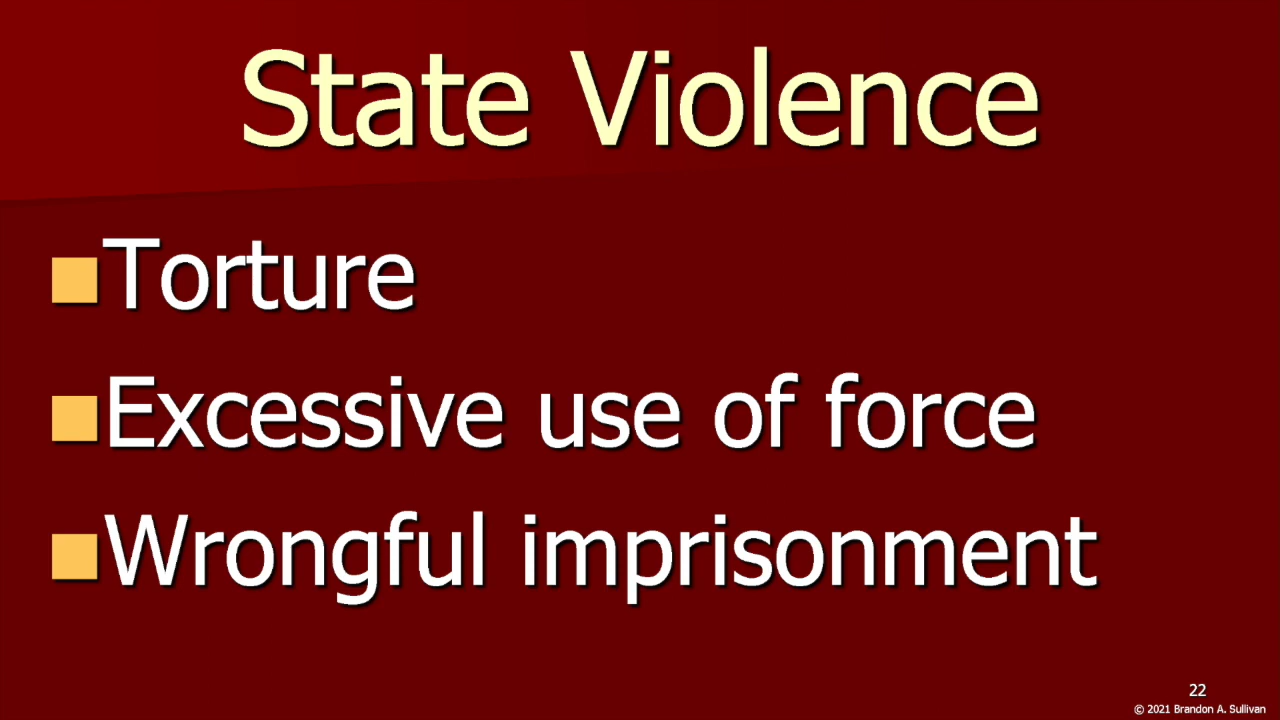 State Violence
Torture
Excessive use of force
Wrongful imprisonment
22
© 2021 Brandon A. Sullivan